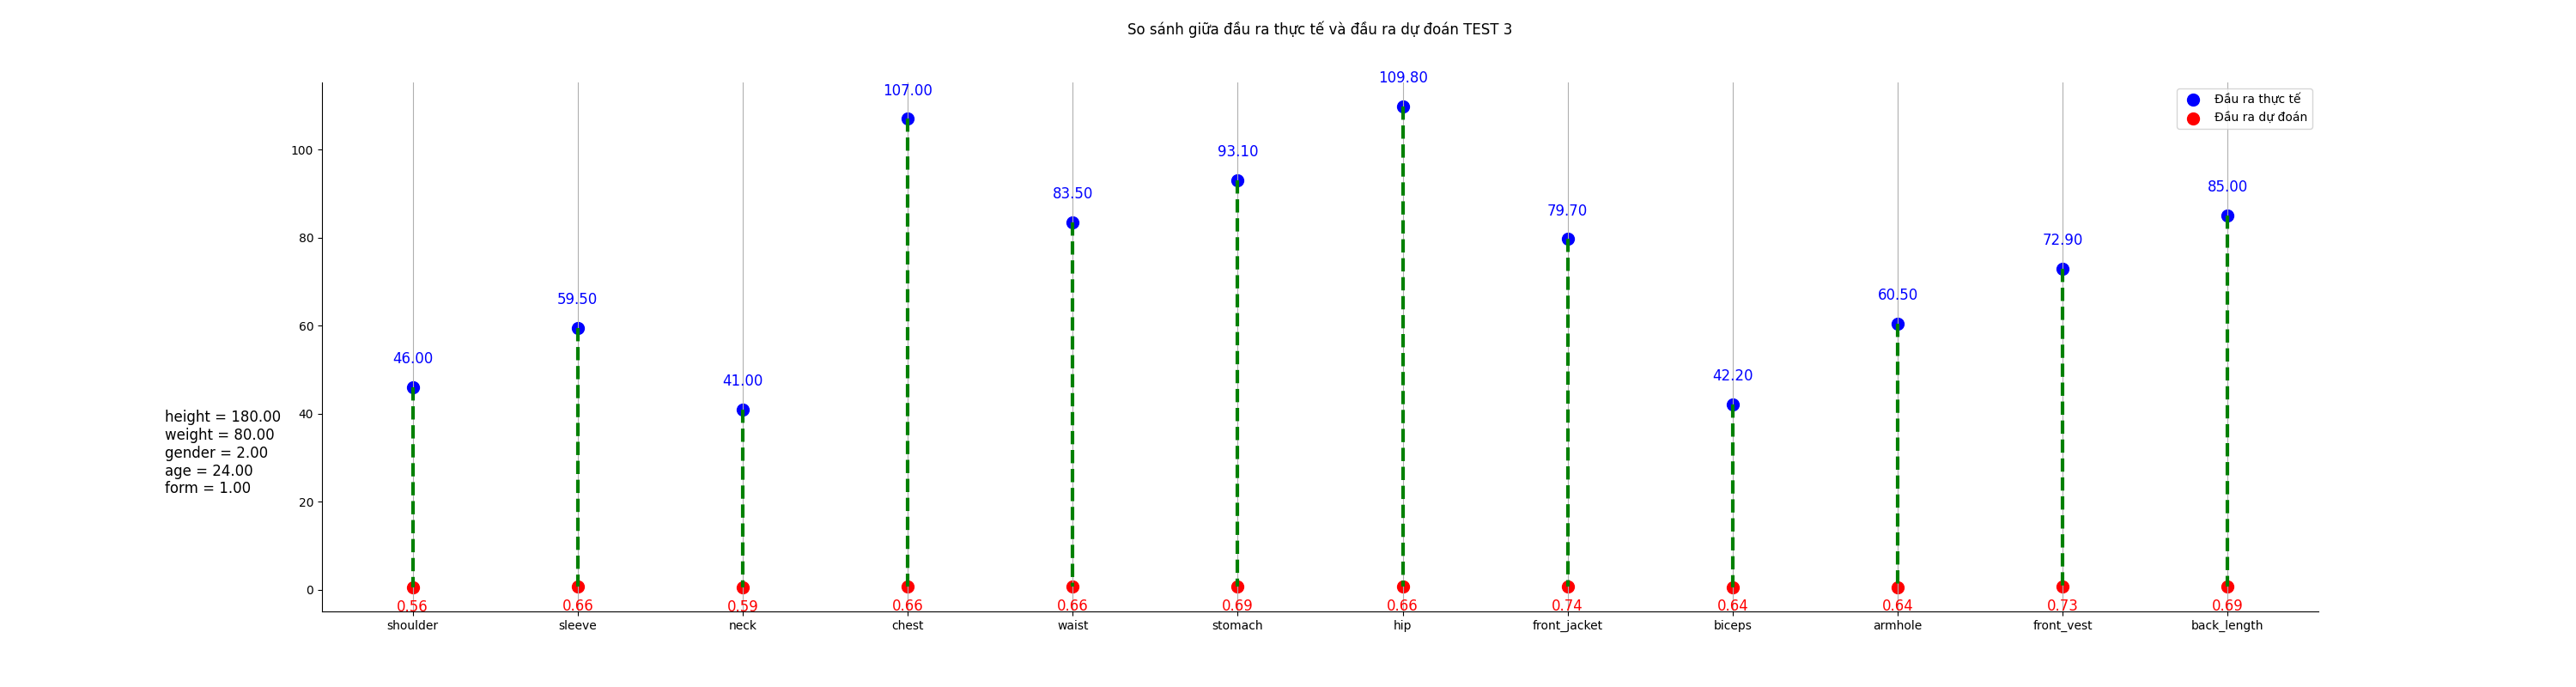 So sánh giữa đầu ra thực tế và đầu ra dự đoán TEST 3
Đầu ra thực tế
Đầu ra dự đoán
109.80
107.00
93.10
83.50
85.00
79.70
72.90
59.50
60.50
46.00
41.00
42.20
100
80
60
40
20
0
height = 180.00
weight = 80.00
gender = 2.00
age = 24.00
form = 1.00
0.56 0.66 0.59 0.66 0.66 0.69 0.66 0.74 0.64 0.64 0.73 0.69
shoulder sleeve neck chest waist stomach hip front_jacket biceps armhole front_vest back_length